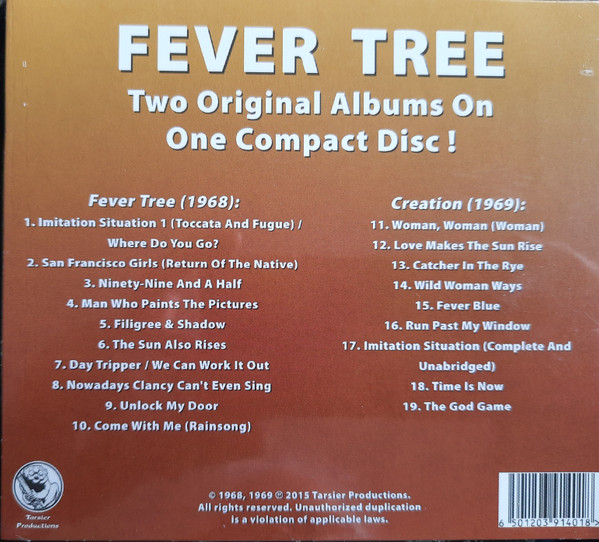 FEVER TREE
Two Original Albums On
One Compact Disc !
Fever Tree (1968):
1. Imitation Situation 1 (Toccata And Fugue) /
Where Do You Go?
2. San Francisco Girls (Return Of The Native)
3. Ninety-Nine And A Half
4. Man Who Paints The Pictures
5. Filigree & Shadow
6. The Sun Also Rises
7. Day Tripper / We Can Work It Out
8. Nowadays Clancy Can't Even Sing
9. Unlock My Door
10. Come With Me (Rainsong)
Creation (1969):
11. Woman, Woman (Woman)
12. Love Makes The Sun Rise
13. Catcher In The Rye
14. Wild Woman Ways
15. Fever Blue
16. Run Past My Window
17. Imitation Situation (Complete And
Unabridged)
18. Time Is Now
19. The God Game
Tarsier
Productions
© 1968, 1969 ℗ 2015 Tarsier Productions.
All rights reserved. Unauthorized duplication
is a violation of applicable laws.
6 501203 914018 >